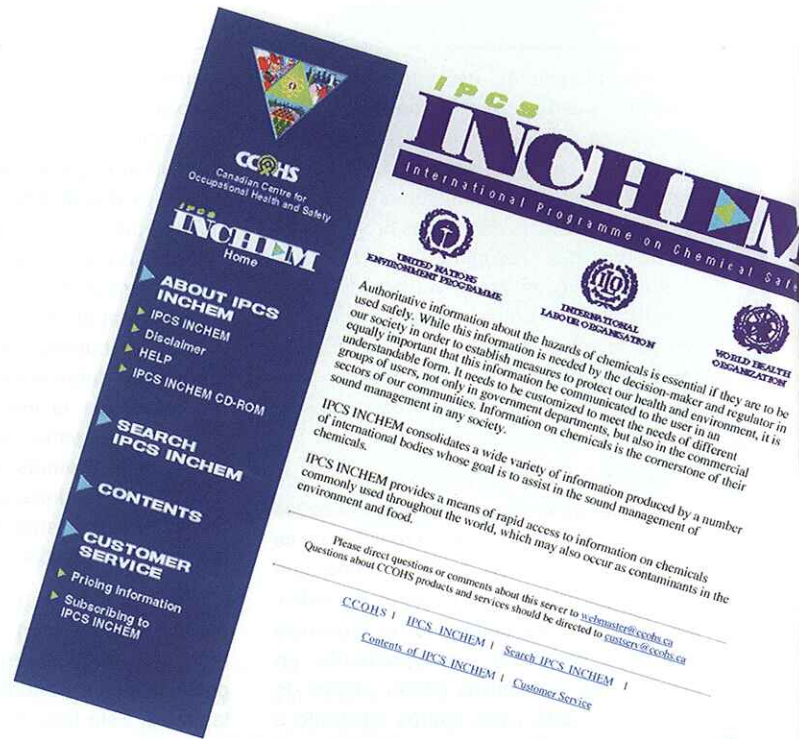 CCOHS
Canadian Centre for
Occupational Health and Safety
IPCS
INCHEM
Home
ABOUT IPCS
INCHEM
IPCS INCHEM
Disclaimer
HELP
IPCS INCHEM CD-ROM
SEARCH
IPCS INCHEM
CONTENTS
CUSTOMER
SERVICE
Pricing Information
Subscribing to
IPCS INCHEM
IPCS
INCHEM
International Programme on Chemical Safe
UNITED NATIONS
ENVIRONMENT PROGRAMME
INTERNATIONAL
LABOUR ORGANISATION
WORLD HEALTH
ORGANIZATION
Authoritative information about the hazards of chemicals is essential if they are to be
used safely. While this information is needed by the decision-maker and regulator in
our society in order to establish measures to protect our health and environment, it is
equally important that this information be communicated to the user in an
understandable form. It needs to be customized to meet the needs of different
groups of users, not only in government departments, but also in the commercial
sectors of our communities. Information on chemicals is the cornerstone of their
sound management in any society.
IPCS INCHEM consolidates a wide variety of information produced by a number
of international bodies whose goal is to assist in the sound management of
chemicals.
IPCS INCHEM provides a means of rapid access to information on chemicals
commonly used throughout the world, which may also occur as contaminants in the
environment and food.
Please direct questions or comments about this server to webmaster@ccohs.ca
Questions about CCOHS products and services should be directed to custserv@ccohs.ca
CCOHS | IPCS INCHEM | Search IPCS INCHEM |
Contents of IPCS INCHEM | Customer Service